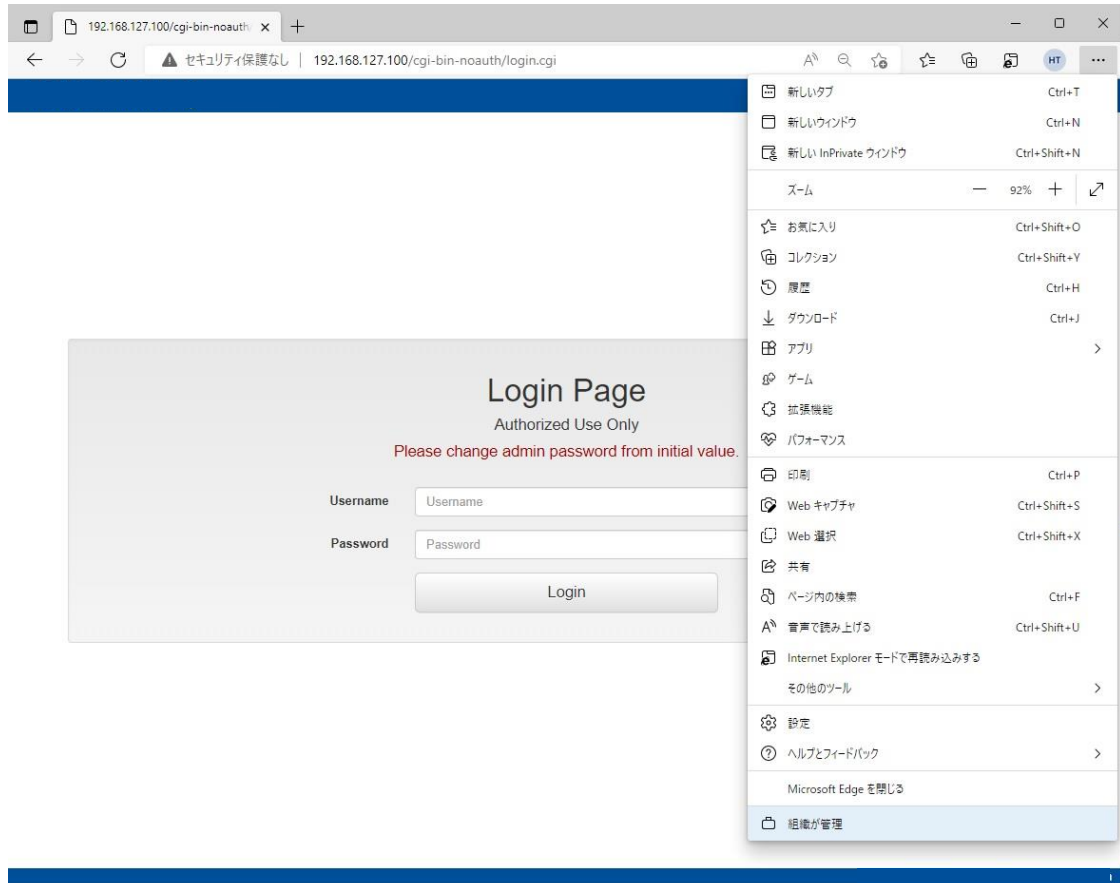 192.168.127.100/cgi-bin-noauth
セキュリティ保護なし | 192.168.127.100/cgi-bin-noauth/login.cgi
HT
新しいタブ Ctrl+T
新しいウィンドウ Ctrl+N
新しい InPrivate ウィンドウ Ctrl+Shift+N
ズーム 92%
お気に入り Ctrl+Shift+O
コレクション Ctrl+Shift+Y
履歴 Ctrl+H
ダウンロード Ctrl+J
アプリ
ゲーム
拡張機能
パフォーマンス
印刷 Ctrl+P
Web キャプチャ Ctrl+Shift+S
Web 選択 Ctrl+Shift+X
共有
ページ内の検索 Ctrl+F
音声で読み上げる Ctrl+Shift+U
Internet Explorer モードで再読み込みする
その他のツール
設定
ヘルプとフィードバック
Microsoft Edge を閉じる
組織が管理
Login Page
Authorized Use Only
Please change admin password from initial value.
Username Username
Password Password
Login